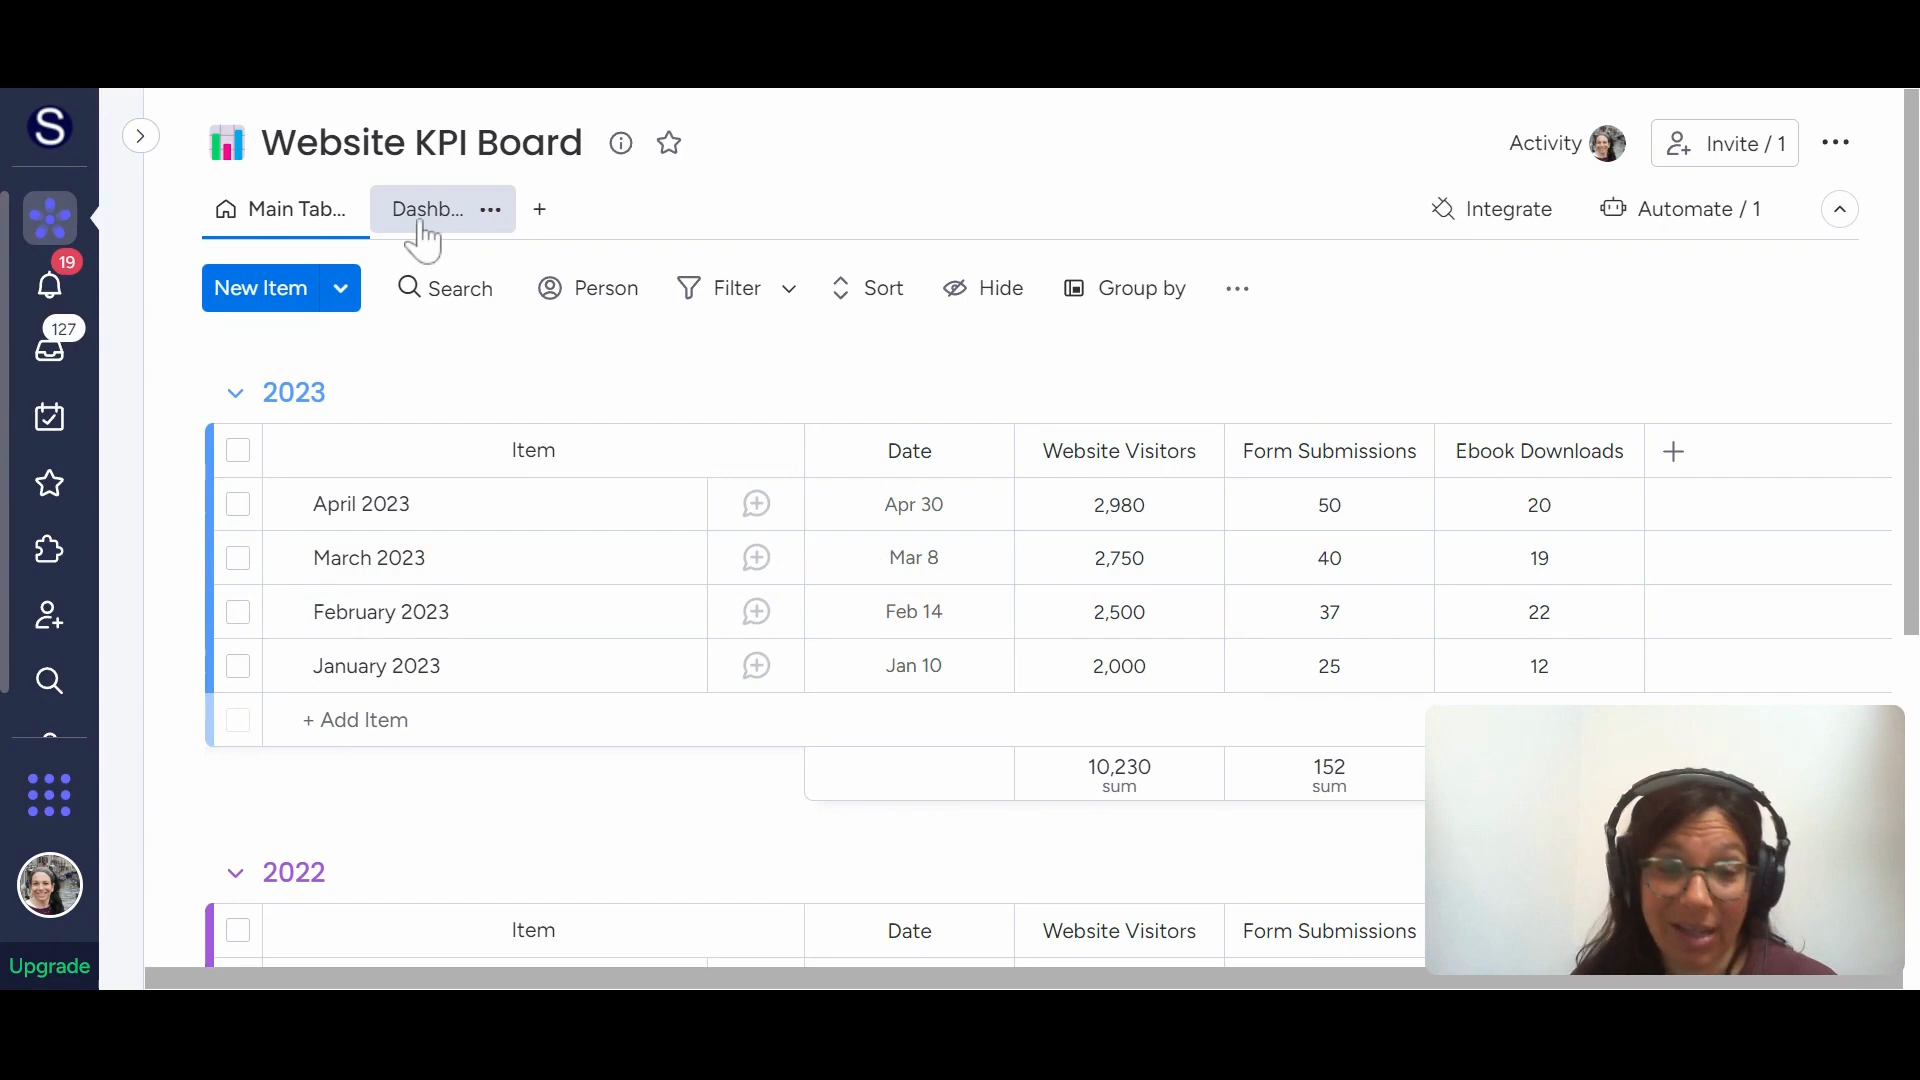 S
Website KPI Board
Activity
Invite / 1
Main Tab...
Dashb...
Integrate
Automate / 1
19
127
New Item
Search
Person
Filter
Sort
Hide
Group by
2023
Item Date Website Visitors Form Submissions Ebook Downloads
April 2023 Apr 30 2,980 50 20
March 2023 Mar 8 2,750 40 19
February 2023 Feb 14 2,500 37 22
January 2023 Jan 10 2,000 25 12
+ Add Item
10,230 152
sum sum
2022
Item Date Website Visitors Form Submissions
Upgrade